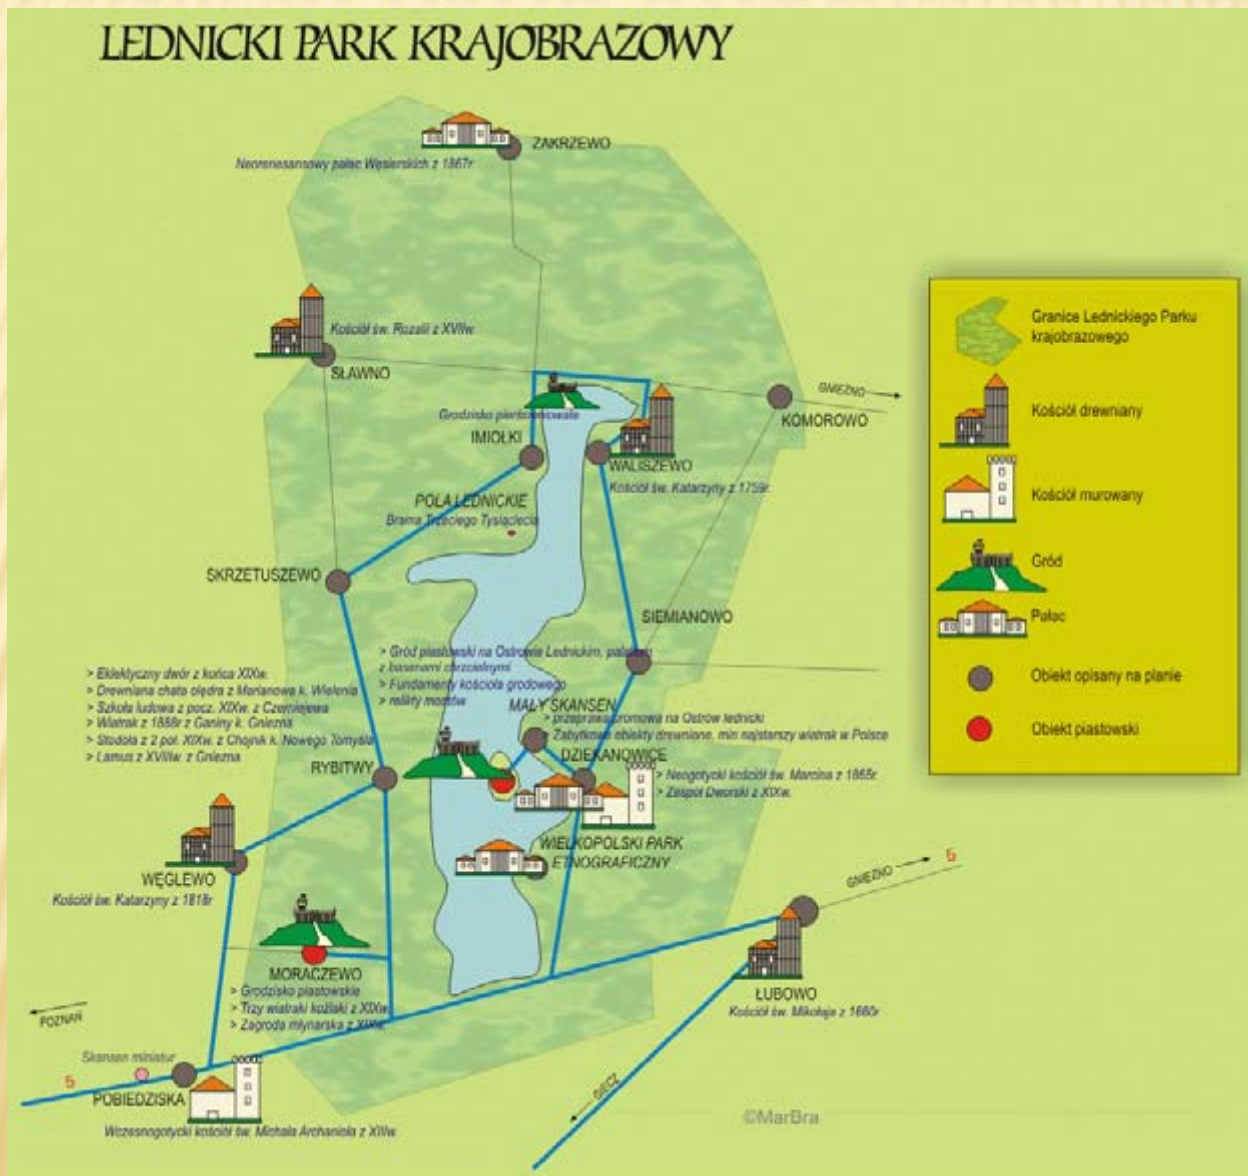 LEDNICKI PARK KRAJOBRAZOWY
ZAKRZEWO
Neorenesansowy pałac Węsierskich z 1867r.
Kościół św. Rozalii z XVIIw.
SŁAWNO
GNIEZNO
KOMOROWO
Grodzisko pierścieniowate
IMIOŁKI
WALISZEWO
Kościół św. Katarzyny z 1759r.
POLA LEDNICKIE
Brama Trzeciego Tysiąclecia
SKRZETUSZEWO
SIEMIANOWO
> Gród piastowski na Ostrowie Lednickim, palatium
z basenami chrzcielnymi
> Fundamenty kościoła grodowego
> relikty mostów
> Eklektyczny dwór z końca XIXw.
> Drewniana chata olędra z Marianowa k. Wielenia
> Szkoła ludowa z pocz. XIXw. z Czerniejewa
> Wiatrak z 1888r z Ganiny k. Gniezna
> Stodoła z 2 poł. XIXw. z Chojnik k. Nowego Tomyśla
> Lamus z XVIIIw. z Gniezna
MAŁY SKANSEN
> przeprawa promowa na Ostrów lednicki
> Zabytkowe obiekty drewniane, min najstarszy wiatrak w Polsce
RYBITWY
DZIEKANOWICE
> Neogotycki kościół św. Marcina z 1865r.
> Zespół Dworski z XIXw.
WIELKOPOLSKI PARK
ETNOGRAFICZNY
WĘGLEWO
Kościół św. Katarzyny z 1818r
GNIEZNO
5
MORACZEWO
> Grodzisko piastowskie
> Trzy wiatraki koźlaki z XIXw.
> Zagroda młynarska z XIXw.
ŁUBOWO
Kościół św. Mikołaja z 1660r
POZNAŃ
Skansen miniatur
5
POBIEDZISKA
Wczesnogotycki kościół św. Michała Archanioła z XIIIw.
GIECZ
©MarBra
Granice Lednickiego Parku
krajobrazowego
Kościół drewniany
Kościół murowany
Gród
Pałac
Obiekt opisany na planie
Obiekt piastowski